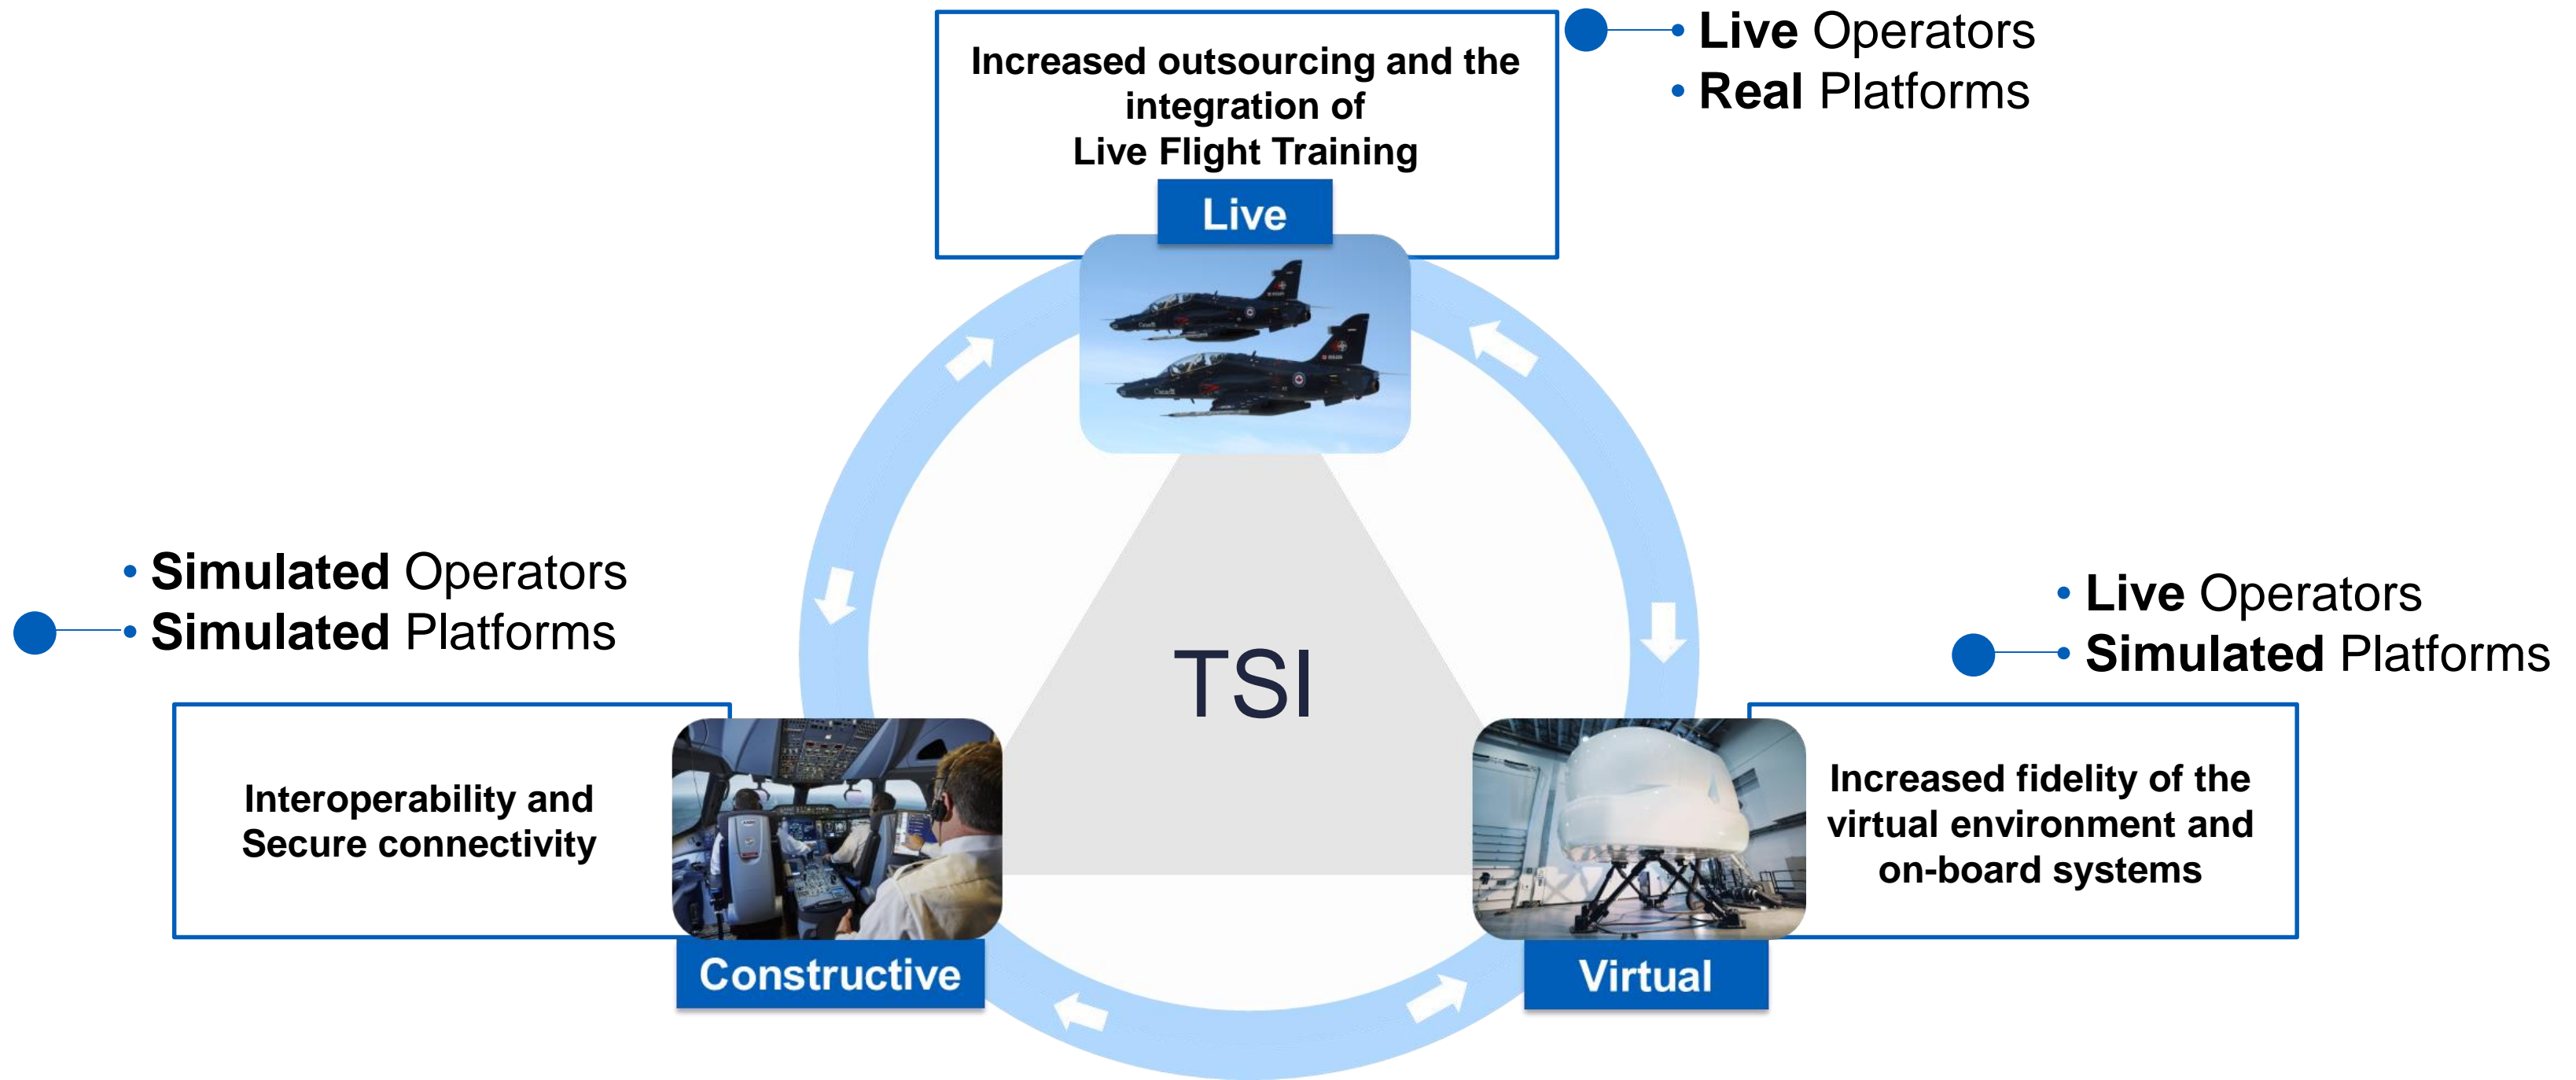 Increased outsourcing and the
integration of
Live Flight Training
Live
• Live Operators
• Real Platforms
Canada
Canada
• Simulated Operators
• Simulated Platforms
TSI
• Live Operators
• Simulated Platforms
Interoperability and
Secure connectivity
Constructive
Increased fidelity of the
virtual environment and
on-board systems
Virtual